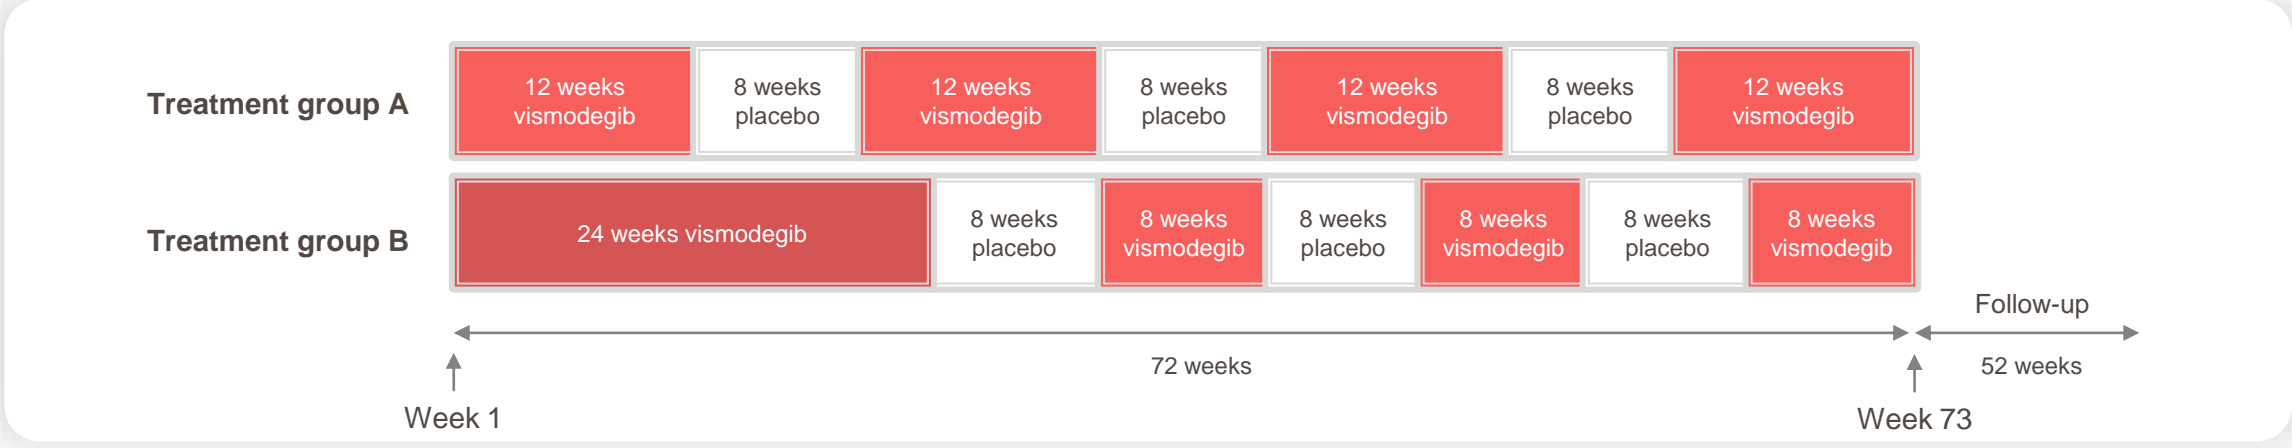 Treatment group A
12 weeks
vismodegib
8 weeks
placebo
12 weeks
vismodegib
8 weeks
placebo
12 weeks
vismodegib
8 weeks
placebo
12 weeks
vismodegib
Treatment group B
24 weeks vismodegib
8 weeks
placebo
8 weeks
vismodegib
8 weeks
placebo
8 weeks
vismodegib
8 weeks
placebo
8 weeks
vismodegib
Follow-up
72 weeks
52 weeks
Week 1
Week 73